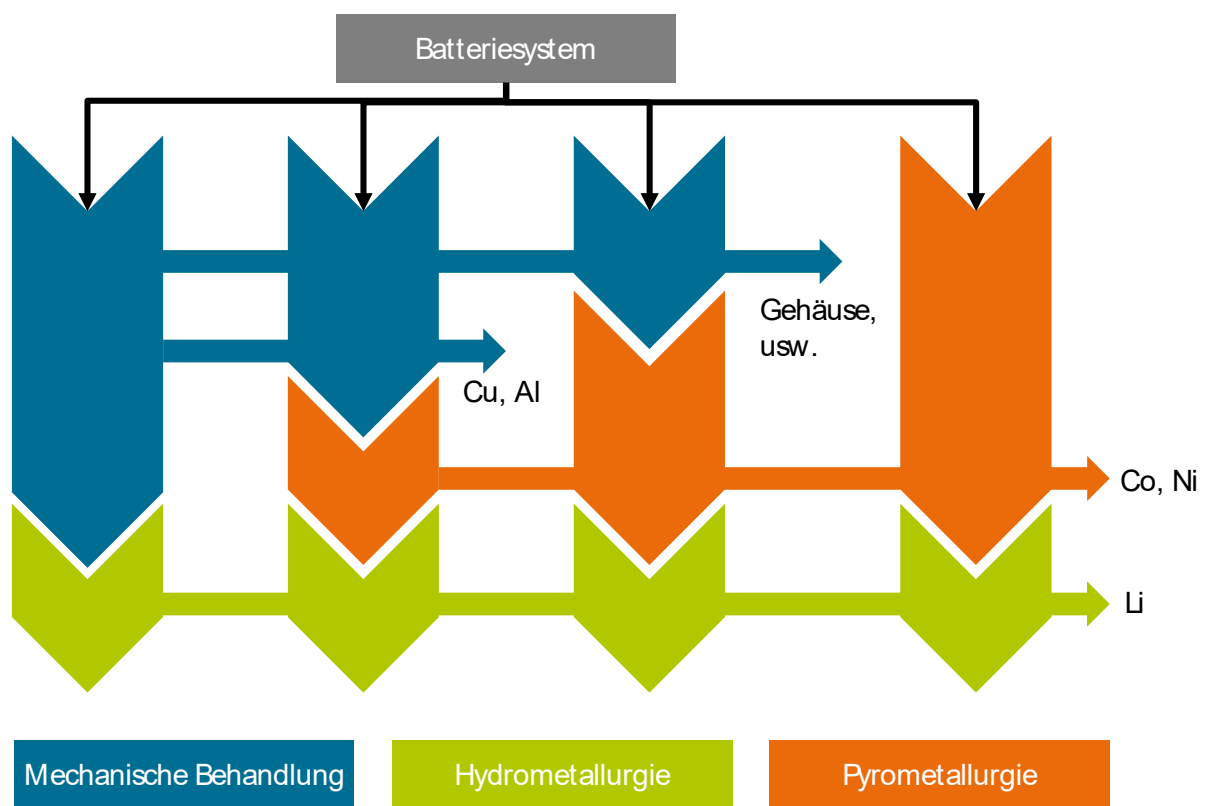 Batteriesystem
Gehäuse,
usw.
Cu, Al
Co, Ni
Li
Mechanische Behandlung
Hydrometallurgie
Pyrometallurgie